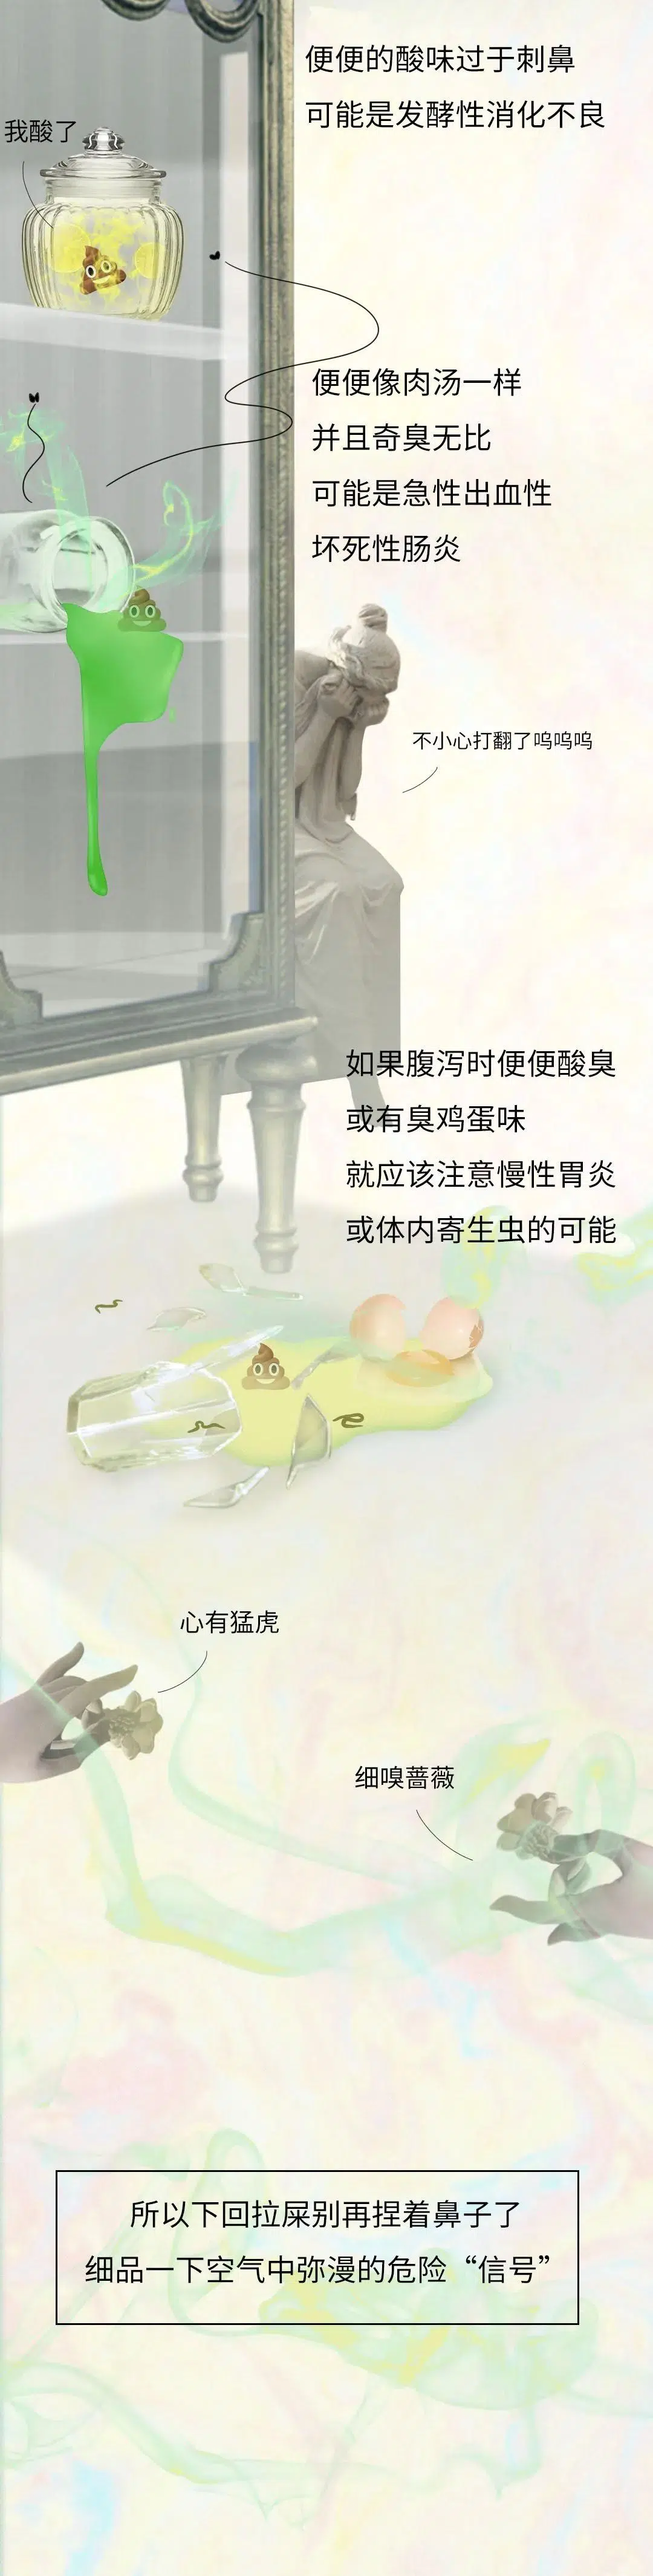 便便的酸味过于刺鼻
可能是发酵性消化不良
我酸了
便便像肉汤一样
并且奇臭无比
可能是急性出血性
坏死性肠炎
不小心打翻了呜呜呜
如果腹泻时便便酸臭
或有臭鸡蛋味
就应该注意慢性胃炎
或体内寄生虫的可能
心有猛虎
细嗅蔷薇
所以下回拉屎别再捏着鼻子了
细品一下空气中弥漫的危险“信号”